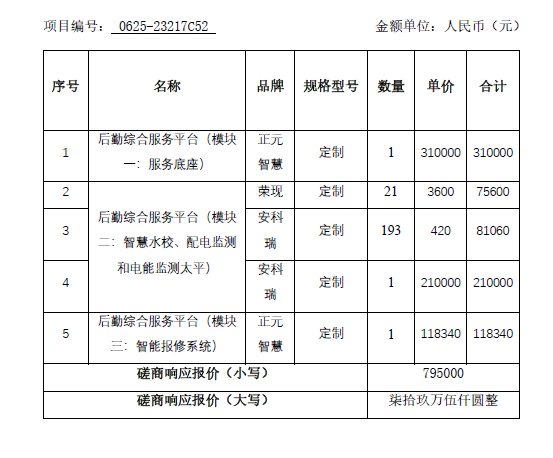 项目编号： 0625-23217C52 金额单位：人民币（元）
序号 名称 品牌 规格型号 数量 单价 合计
1 后勤综合服务平台（模块一：服务底座） 正元智慧 定制 1 310000 310000
2 后勤综合服务平台（模块二：智慧水校、配电监测和电能监测太平） 荣现 定制 21 3600 75600
3 安科瑞 定制 193 420 81060
4 安科瑞 定制 1 210000 210000
5 后勤综合服务平台（模块三：智能报修系统） 正元智慧 定制 1 118340 118340
磋商响应报价（小写） 795000
磋商响应报价（大写） 柒拾玖万伍仟圆整